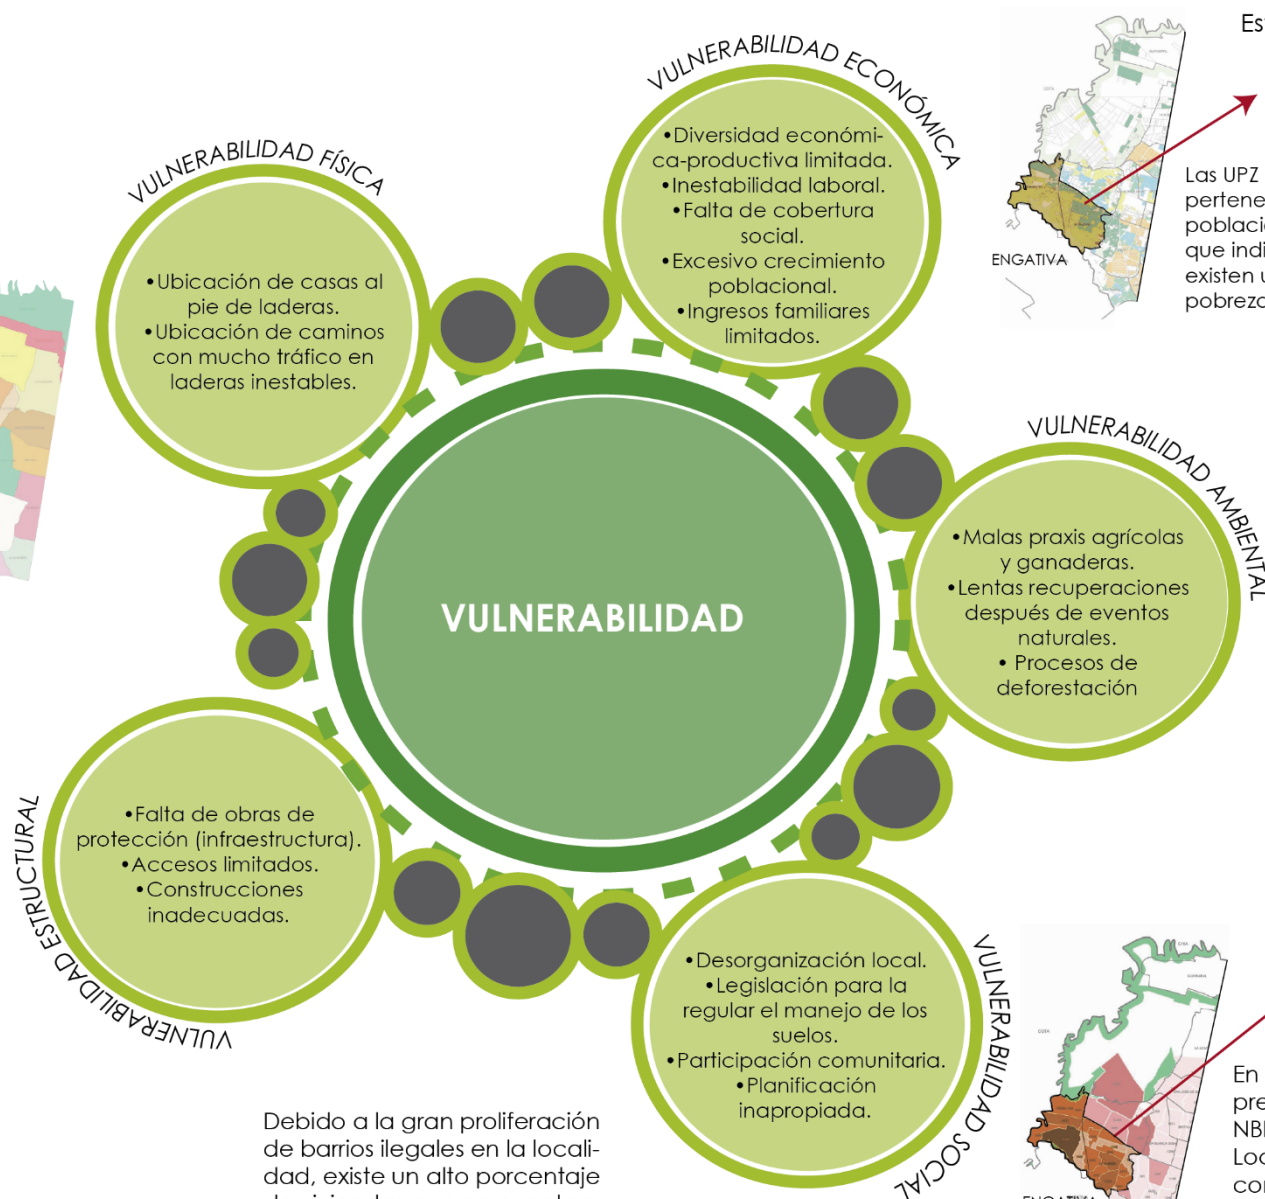 VULNERABILIDAD FÍSICA
•Ubicación de casas al
pie de laderas.
•Ubicación de caminos
con mucho tráfico en
laderas inestables.
VULNERABILIDAD ECONÓMICA
•Diversidad económi-
ca-productiva limitada.
•Inestabilidad laboral.
•Falta de cobertura
social.
•Excesivo crecimiento
poblacional.
•Ingresos familiares
limitados.
Las UPZ
ENGATIVA
VULNERABILIDAD AMBIENTAL
•Malas praxis agrícolas
y ganaderas.
•Lentas recuperaciones
después de eventos
naturales.
• Procesos de
deforestación
VULNERABILIDAD
VULNERABILIDAD ESTRUCTURAL
•Falta de obras de
protección (infraestructura).
•Accesos limitados.
•Construcciones
inadecuadas.
VULNERABILIDAD SOCIAL
•Desorganización local.
•Legislación para la
regular el manejo de los
suelos.
•Participación comunitaria.
•Planificación
inapropiada.
Debido a la gran proliferación
de barrios ilegales en la locali-
dad, existe un alto porcentaje
En